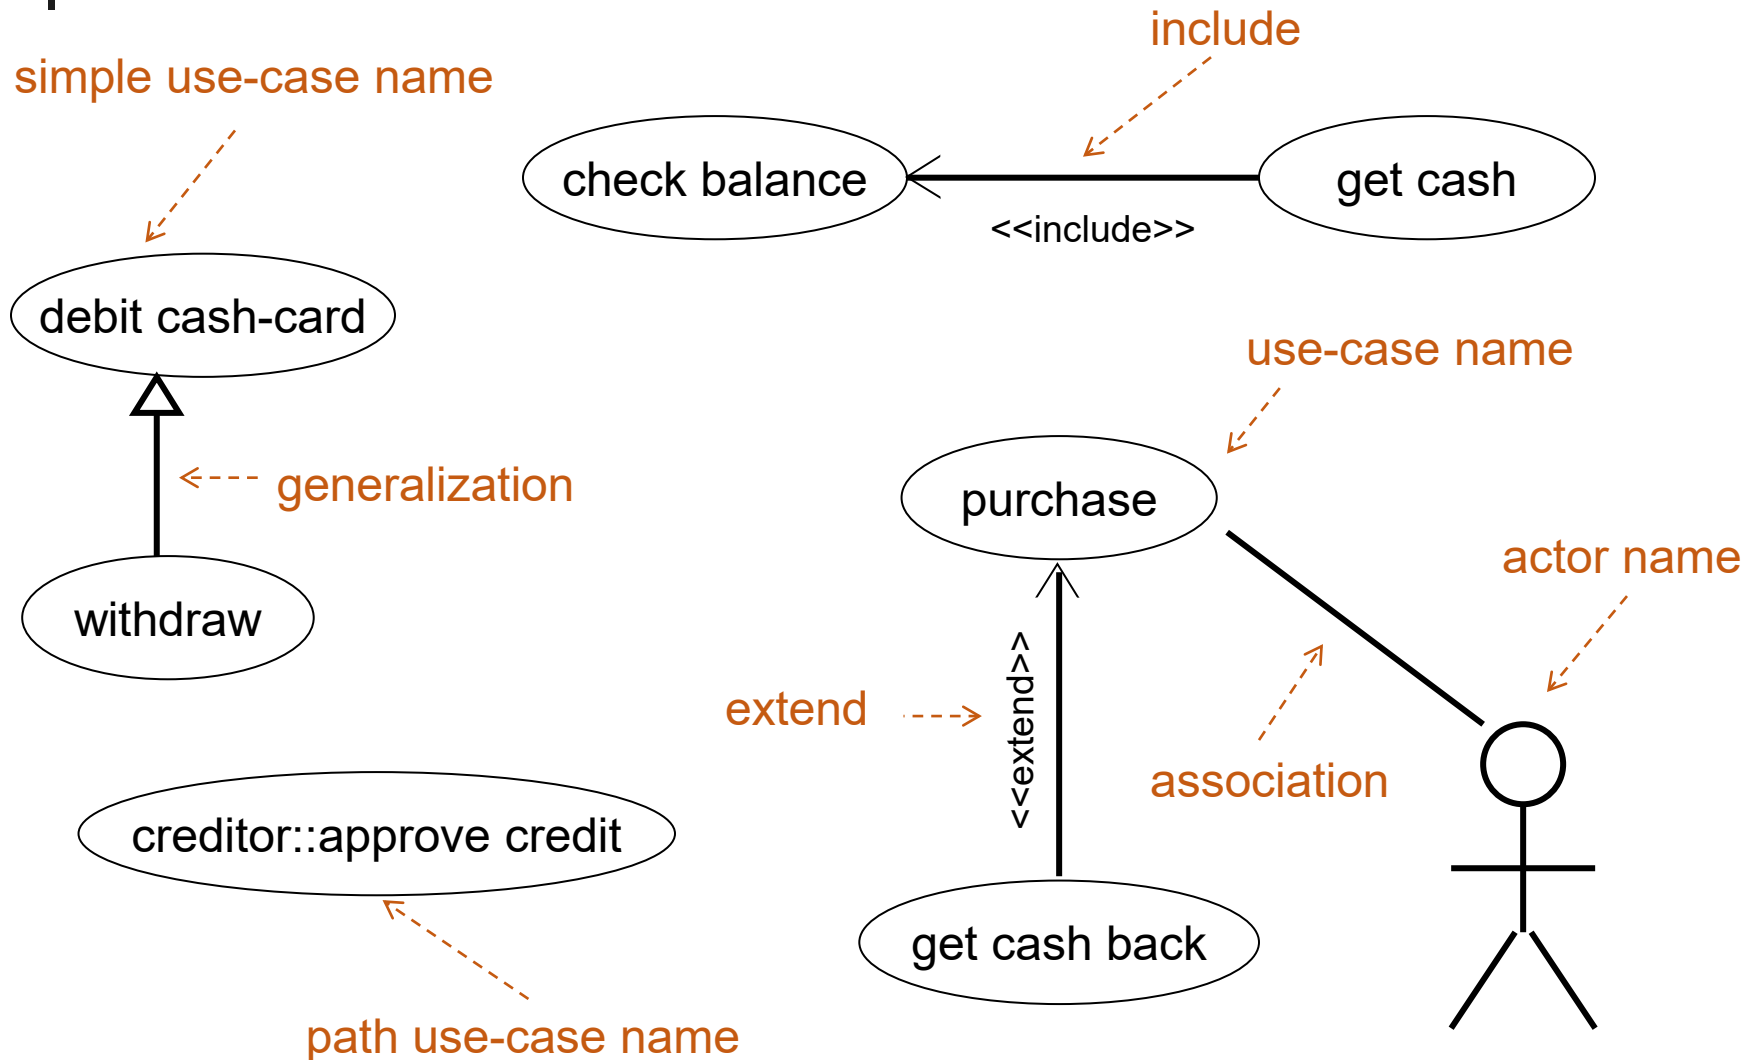 include
simple use-case name
check balance
get cash
<<include>>
debit cash-card
use-case name
generalization
purchase
actor name
withdraw
<<extend>>
extend
association
creditor::approve credit
get cash back
path use-case name